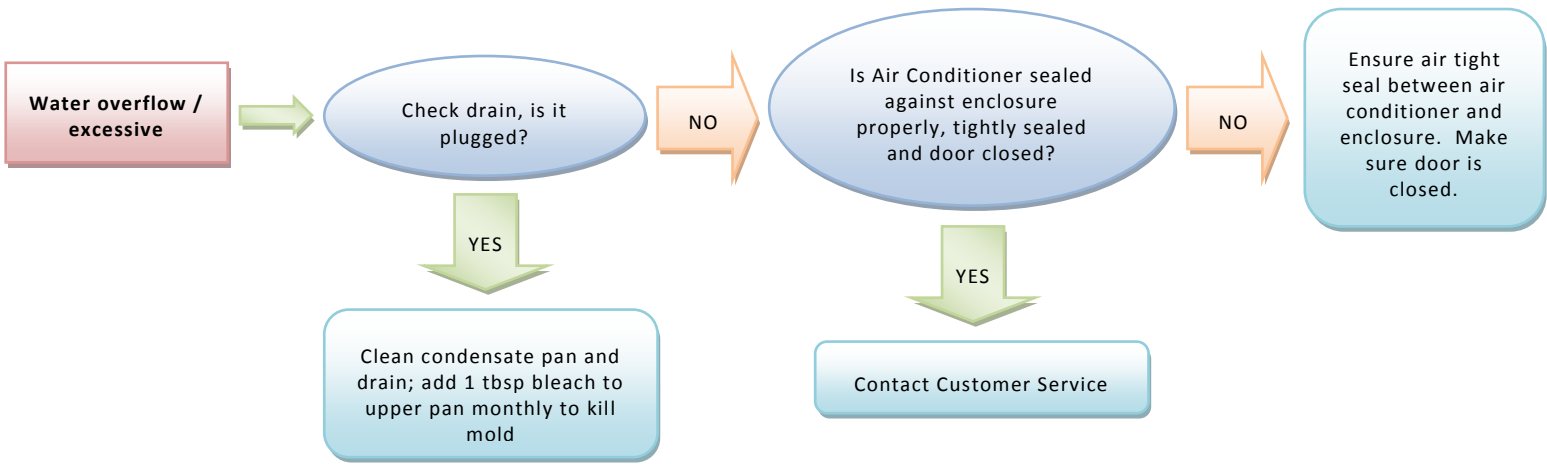 Water overflow /
excessive
Check drain, is it
plugged?
NO
Is Air Conditioner sealed
against enclosure
properly, tightly sealed
and door closed?
NO
Ensure air tight
seal between air
conditioner and
enclosure.  Make
sure door is
closed.
YES
Clean condensate pan and
drain; add 1 tbsp bleach to
upper pan monthly to kill
mold
YES
Contact Customer Service